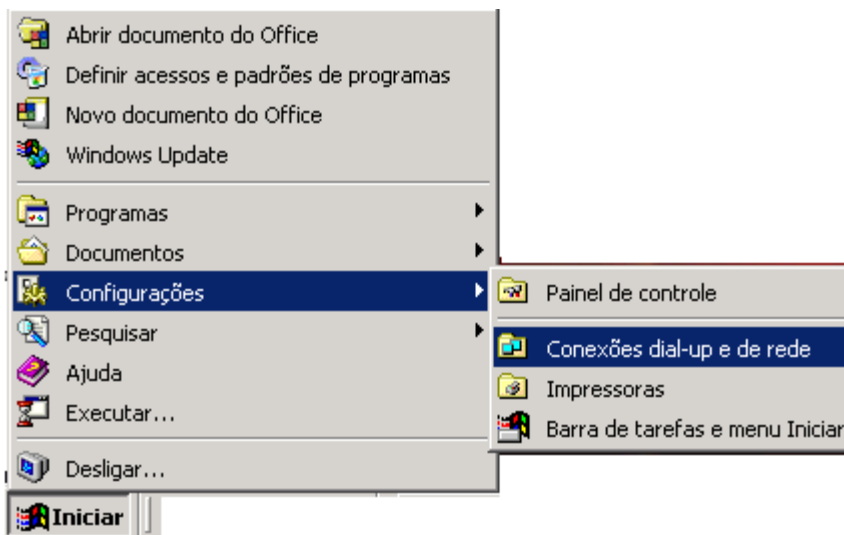 Abrir documento do Office
Definir acessos e padrões de programas
Novo documento do Office
Windows Update
Programas
Documentos
Configurações
Pesquisar
Ajuda
Executar...
Desligar...
Iniciar
Painel de controle
Conexões dial-up e de rede
Impressoras
Barra de tarefas e menu Iniciar